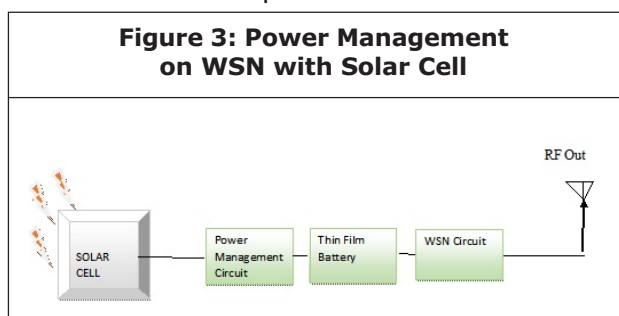 Figure 3: Power Management
on WSN with Solar Cell
RF Out
SOLAR
CELL
Power
Management
Circuit
Thin Film
Battery
WSN Circuit